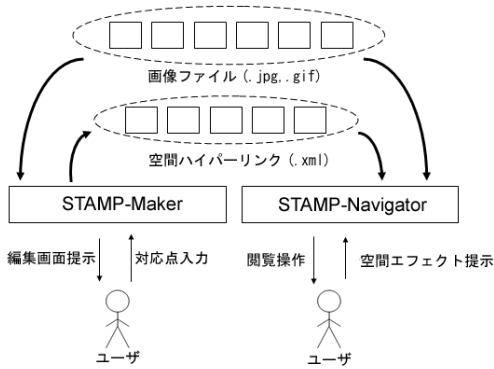 画像ファイル(.jpg,.gif)
空間ハイパーリンク(.xml)
STAMP-Maker
STAMP-Navigator
編集画面提示
対応点入力
閲覧操作
空間エフェクト提示
ユーザ
ユーザ